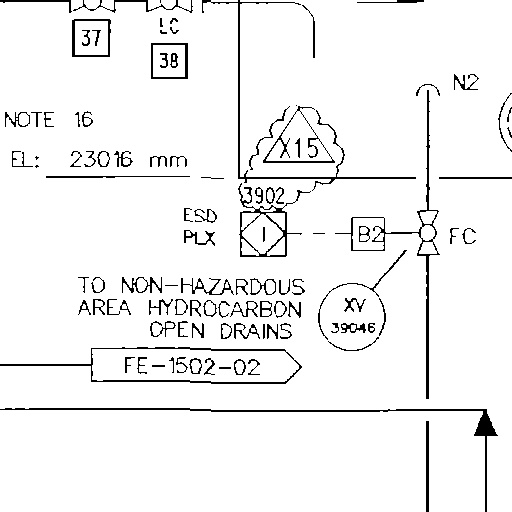 37
LC
38
N2
NOTE 16
X15
EL: 23016 mm
3902
ESD
PLX
I
B2
FC
TO NON-HAZARDOUS
AREA HYDROCARBON
OPEN DRAINS
XV
39046
FE-1502-02